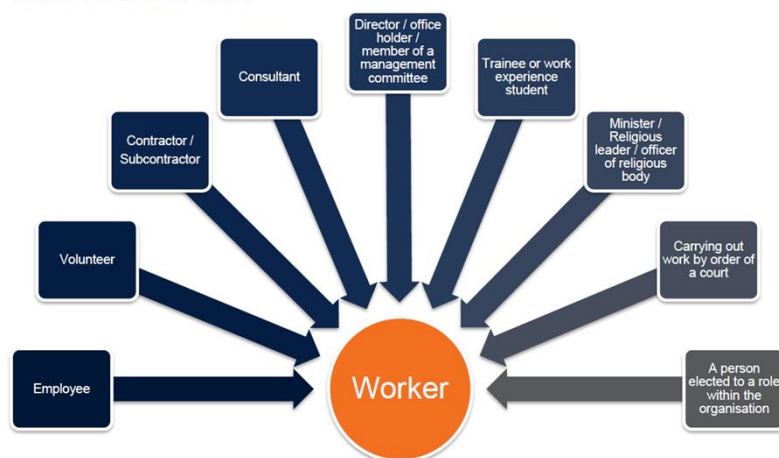 Director / office
holder /
member of a
management
committee
Consultant
Trainee or work
experience
student
Contractor /
Subcontractor
Minister /
Religious
leader / officer
of religious
body
Volunteer
Carrying out
work by order of
a court
Employee
Worker
A person
elected to a role
within the
organisation